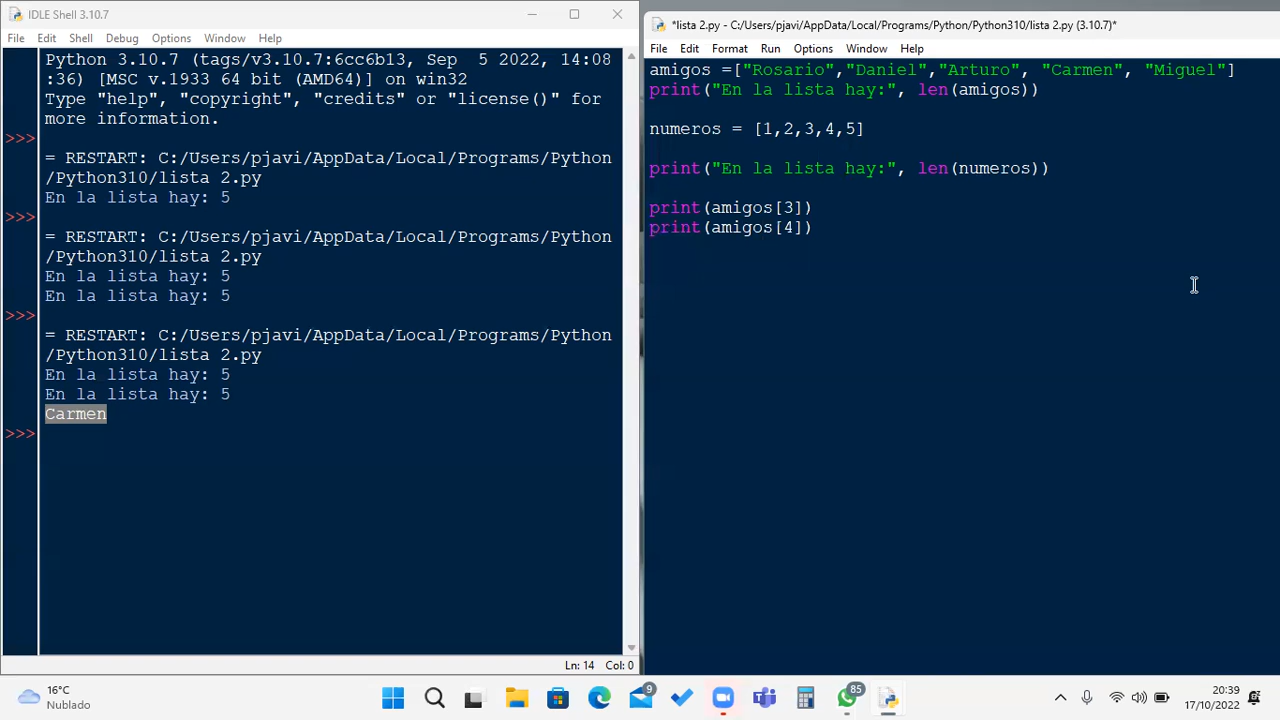 IDLE Shell 3.10.7
File Edit Shell Debug Options Window Help
Python 3.10.7 (tags/v3.10.7:6cc6b13, Sep  5 2022, 14:08
:36) [MSC v.1933 64 bit (AMD64)] on win32
Type "help", "copyright", "credits" or "license()" for
more information.
>>>
= RESTART: C:/Users/pjavi/AppData/Local/Programs/Python
/Python310/lista 2.py
En la lista hay: 5
>>>
= RESTART: C:/Users/pjavi/AppData/Local/Programs/Python
/Python310/lista 2.py
En la lista hay: 5
En la lista hay: 5
>>>
= RESTART: C:/Users/pjavi/AppData/Local/Programs/Python
/Python310/lista 2.py
En la lista hay: 5
En la lista hay: 5
Carmen
>>>
Ln: 14 Col: 0
*lista 2.py - C:/Users/pjavi/AppData/Local/Programs/Python/Python310/lista 2.py (3.10.7)*
File Edit Format Run Options Window Help
amigos =["Rosario","Daniel","Arturo", "Carmen", "Miguel"]
print("En la lista hay:", len(amigos))
numeros = [1,2,3,4,5]
print("En la lista hay:", len(numeros))
print(amigos[3])
print(amigos[4])
16°C
Nublado
9
85
20:39
17/10/2022